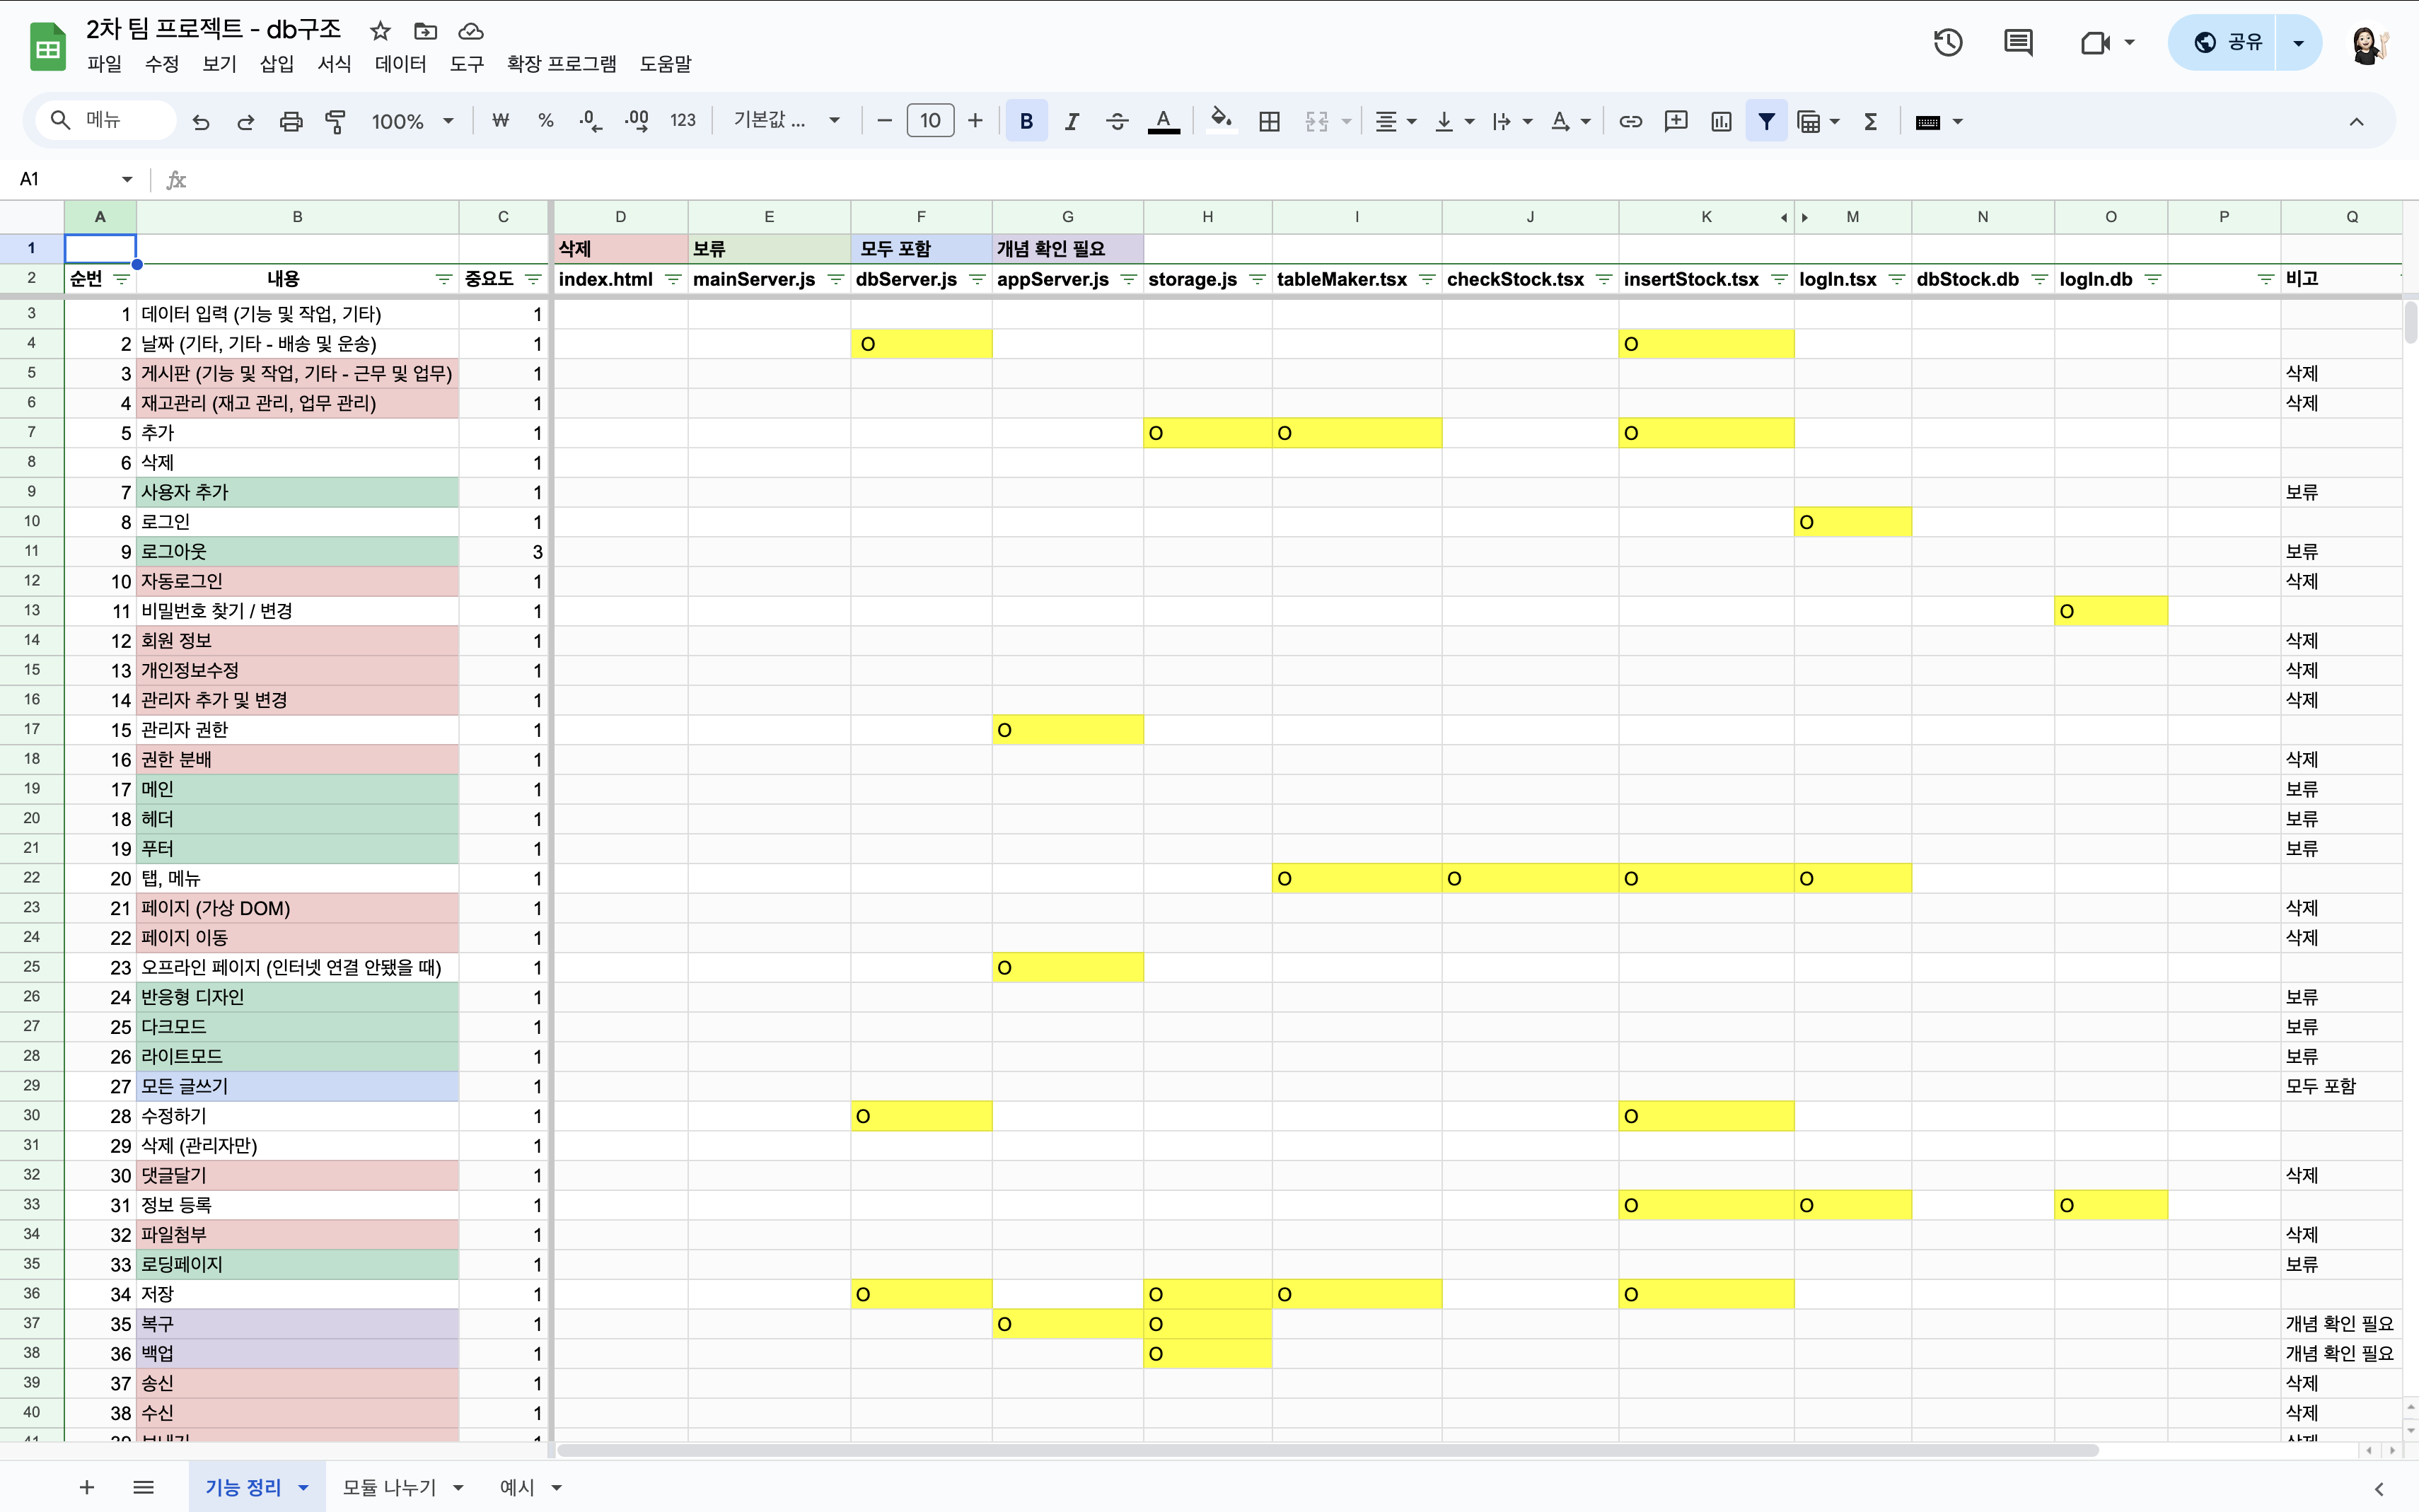 2차 팀 프로젝트 - db구조
파일 수정 보기 삽입 서식 데이터 도구 확장 프로그램 도움말
공유
메뉴 100% ₩ % .0 .00 123 기본값 ... 10 B I A Σ
A1 fx
A B C D E F G H I J K M N O P Q
1 삭제 보류 모두 포함 개념 확인 필요
2 순번 내용 중요도 index.html mainServer.js dbServer.js appServer.js storage.js tableMaker.tsx checkStock.tsx insertStock.tsx logIn.tsx dbStock.db logIn.db 비고
3 1 데이터 입력 (기능 및 작업, 기타) 1
4 2 날짜 (기타, 기타 - 배송 및 운송) 1 O O
5 3 게시판 (기능 및 작업, 기타 - 근무 및 업무) 1 삭제
6 4 재고관리 (재고 관리, 업무 관리) 1 삭제
7 5 추가 1 O O O
8 6 삭제 1
9 7 사용자 추가 1 보류
10 8 로그인 1 O
11 9 로그아웃 3 보류
12 10 자동로그인 1 삭제
13 11 비밀번호 찾기 / 변경 1 O
14 12 회원 정보 1 삭제
15 13 개인정보수정 1 삭제
16 14 관리자 추가 및 변경 1 삭제
17 15 관리자 권한 1 O
18 16 권한 분배 1 삭제
19 17 메인 1 보류
20 18 헤더 1 보류
21 19 푸터 1 보류
22 20 탭, 메뉴 1 O O O O
23 21 페이지 (가상 DOM) 1 삭제
24 22 페이지 이동 1 삭제
25 23 오프라인 페이지 (인터넷 연결 안됐을 때) 1 O
26 24 반응형 디자인 1 보류
27 25 다크모드 1 보류
28 26 라이트모드 1 보류
29 27 모든 글쓰기 1 모두 포함
30 28 수정하기 1 O O
31 29 삭제 (관리자만) 1
32 30 댓글달기 1 삭제
33 31 정보 등록 1 O O O
34 32 파일첨부 1 삭제
35 33 로딩페이지 1 보류
36 34 저장 1 O O O O
37 35 복구 1 O O 개념 확인 필요
38 36 백업 1 O 개념 확인 필요
39 37 송신 1 삭제
40 38 수신 1 삭제
기능 정리 모듈 나누기 예시